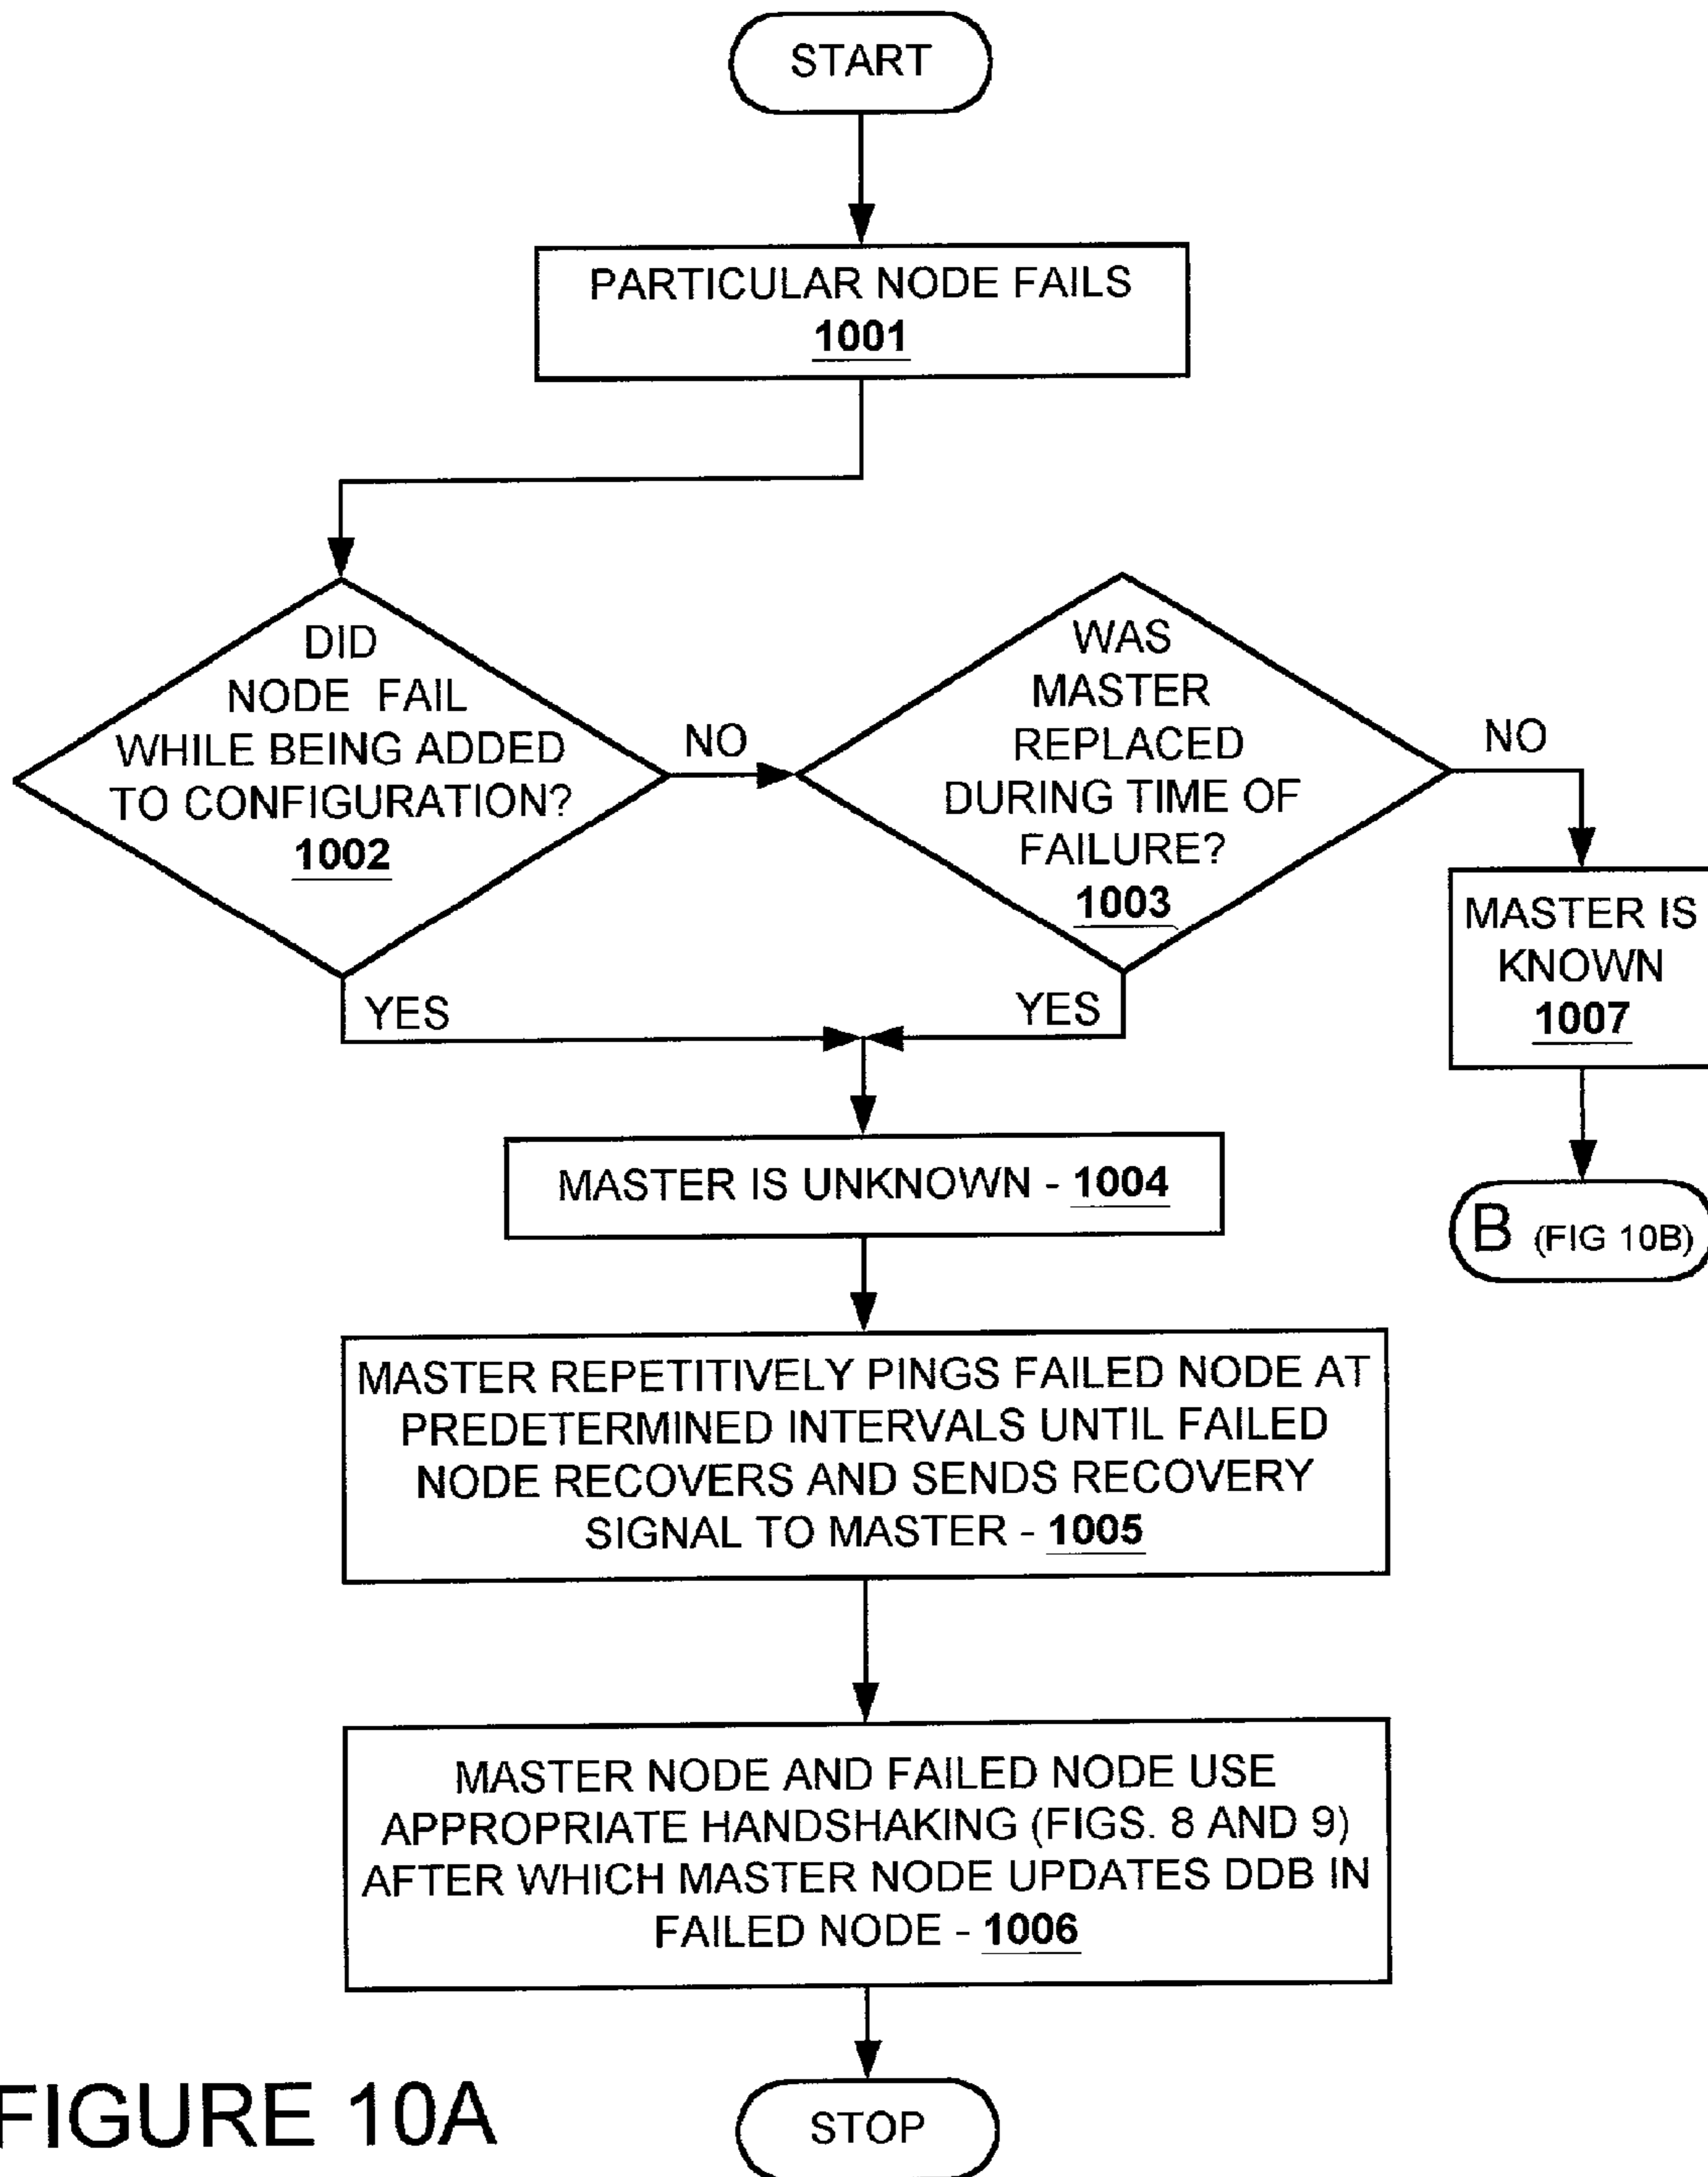 START
PARTICULAR NODE FAILS
1001
DID
NODE FAIL
WHILE BEING ADDED
TO CONFIGURATION?
1002
NO
WAS
MASTER
REPLACED
DURING TIME OF
FAILURE?
1003
NO
MASTER IS
KNOWN
1007
YES
YES
MASTER IS UNKNOWN - 1004
B (FIG 10B)
MASTER REPETITIVELY PINGS FAILED NODE AT
PREDETERMINED INTERVALS UNTIL FAILED
NODE RECOVERS AND SENDS RECOVERY
SIGNAL TO MASTER - 1005
MASTER NODE AND FAILED NODE USE
APPROPRIATE HANDSHAKING (FIGS. 8 AND 9)
AFTER WHICH MASTER NODE UPDATES DDB IN
FAILED NODE - 1006
STOP
FIGURE 10A